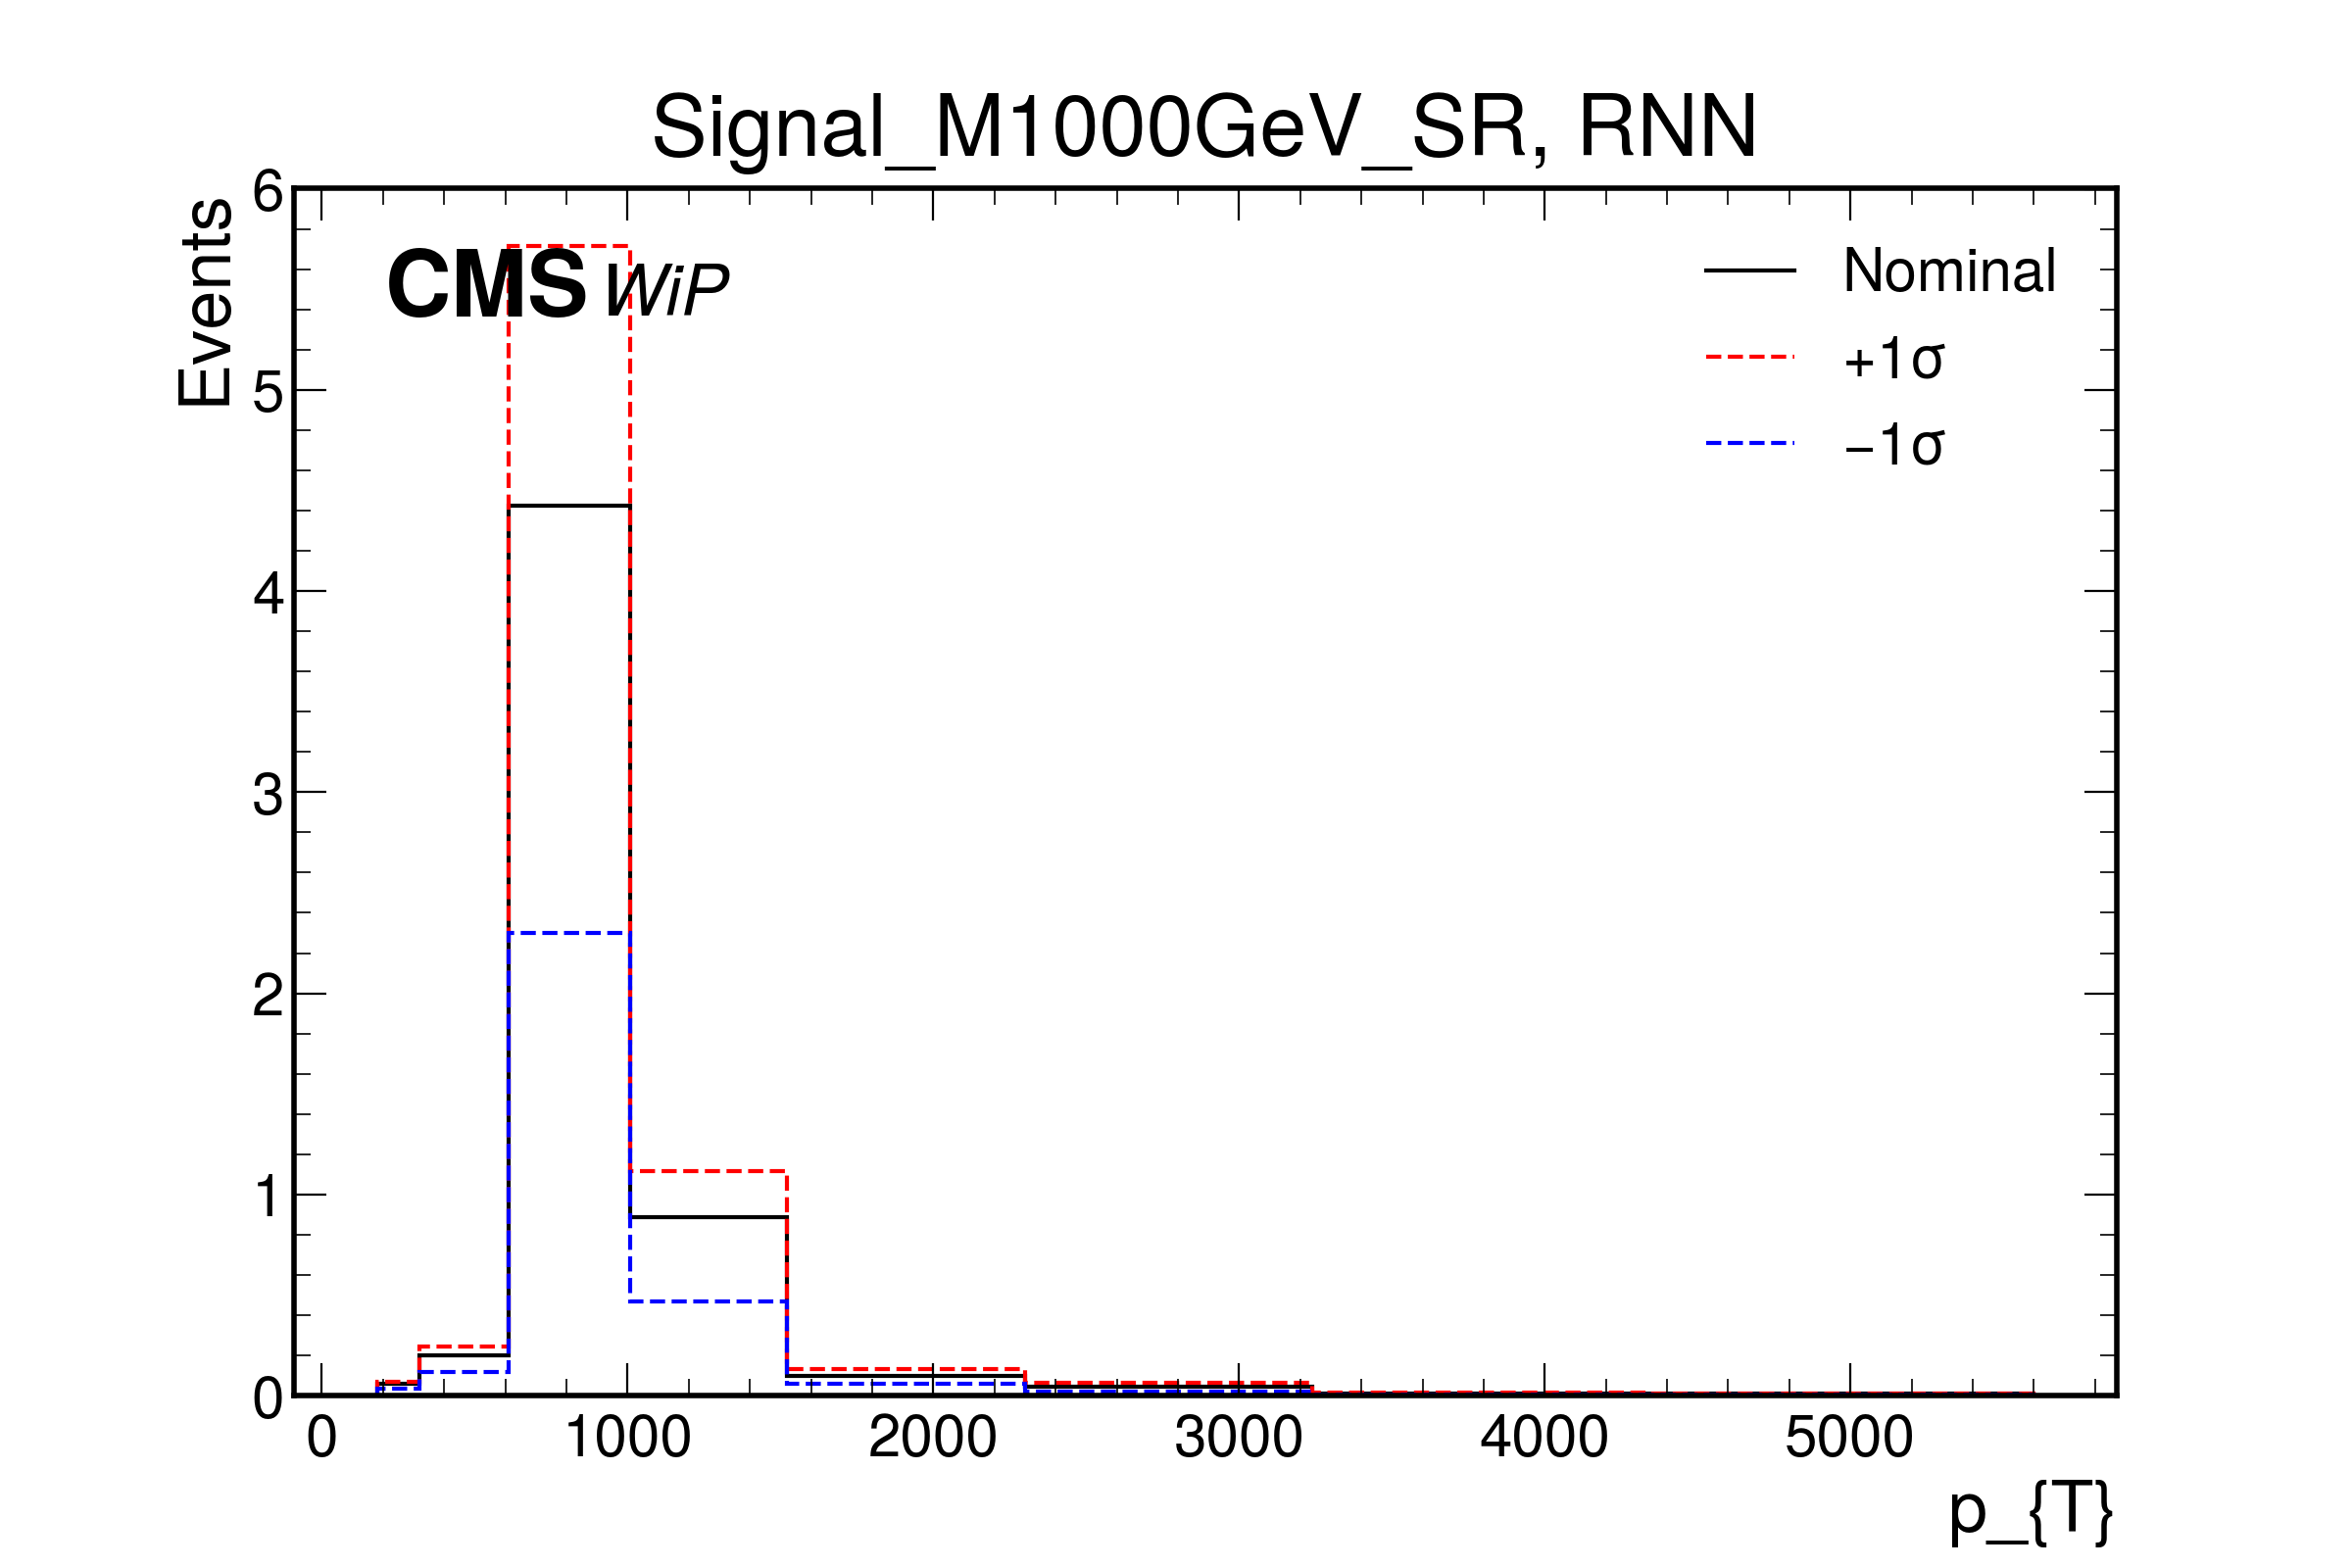 Signal_M1000GeV_SR, RNN
Events
CMS WiP
Nominal
+1σ
−1σ
6
5
4
3
2
1
0
0 1000 2000 3000 4000 5000
p_{T}